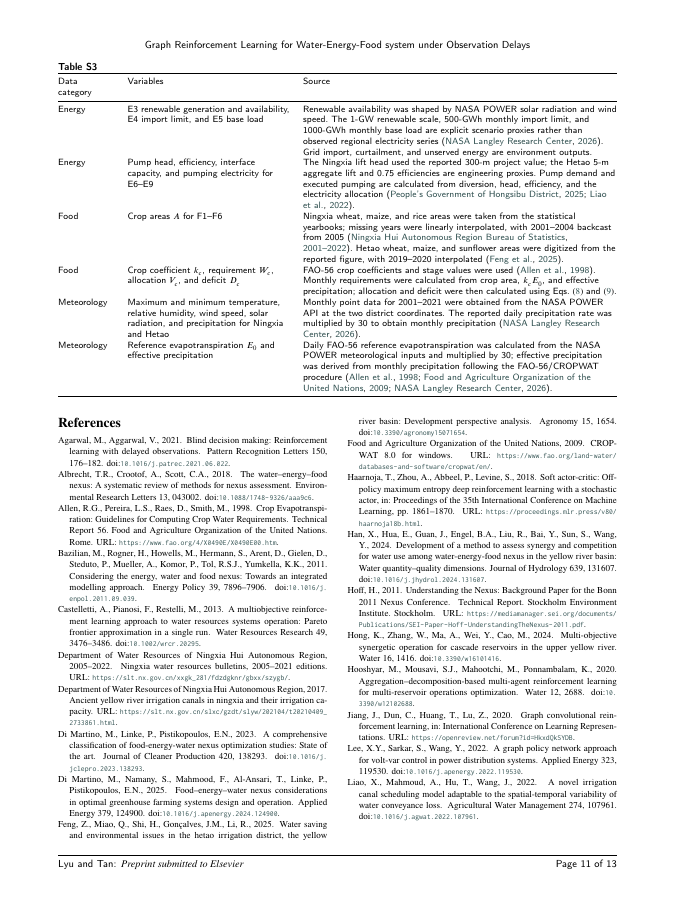 Graph Reinforcement Learning for Water-Energy-Food system under Observation Delays
Table S3
Data category
Variables
Source
Energy
E3 renewable generation and availability,
E4 import limit, and E5 base load
Renewable availability was shaped by NASA POWER solar radiation and wind
speed. The 1-GW renewable scale, 500-GWh monthly import limit, and
1000-GWh monthly base load are explicit scenario proxies rather than
observed regional electricity series (NASA Langley Research Center, 2026).
Grid import, curtailment, and unserved energy are environment outputs.
Energy
Pump head, efficiency, interface
capacity, and pumping electricity for
E6–E9
The Ningxia lift head used the reported 300-m project value; the Hetao 5-m
aggregate lift and 0.75 efficiencies are engineering proxies. Pump demand and
executed pumping are calculated from diversion, head, efficiency, and the
electricity allocation (People's Government of Hongsibu District, 2025; Liao
et al., 2022).
Food
Crop areas A for F1–F6
Ningxia wheat, maize, and rice areas were taken from the statistical
yearbooks; missing years were linearly interpolated, with 2001–2004 backcast
from 2005 (Ningxia Hui Autonomous Region Bureau of Statistics,
2001–2022). Hetao wheat, maize, and sunflower areas were digitized from the
reported figure, with 2019–2020 interpolated (Feng et al., 2025).
Food
Crop coefficient k_c, requirement W_c,
allocation V_c, and deficit D_c
FAO-56 crop coefficients and stage values were used (Allen et al., 1998).
Monthly requirements were calculated from crop area, k_c E_0, and effective
precipitation; allocation and deficit were then calculated using Eqs. (8) and (9).
Meteorology
Maximum and minimum temperature,
relative humidity, wind speed, solar
radiation, and precipitation for Ningxia
and Hetao
Monthly point data for 2001–2021 were obtained from the NASA POWER
API at the two district coordinates. The reported daily precipitation rate was
multiplied by 30 to obtain monthly precipitation (NASA Langley Research
Center, 2026).
Meteorology
Reference evapotranspiration E_0 and
effective precipitation
Daily FAO-56 reference evapotranspiration was calculated from the NASA
POWER meteorological inputs and multiplied by 30; effective precipitation
was derived from monthly precipitation following the FAO-56/CROPWAT
procedure (Allen et al., 1998; Food and Agriculture Organization of the
United Nations, 2009; NASA Langley Research Center, 2026).
References
Agarwal, M., Aggarwal, V., 2021. Blind decision making: Reinforcement
learning with delayed observations. Pattern Recognition Letters 150,
176–182. doi:10.1016/j.patrec.2021.06.022.
Albrecht, T.R., Crootof, A., Scott, C.A., 2018. The water–energy–food
nexus: A systematic review of methods for nexus assessment. Environ-
mental Research Letters 13, 043002. doi:10.1088/1748-9326/aaa9c6.
Allen, R.G., Pereira, L.S., Raes, D., Smith, M., 1998. Crop Evapotranspi-
ration: Guidelines for Computing Crop Water Requirements. Technical
Report 56. Food and Agriculture Organization of the United Nations.
Rome. URL: https://www.fao.org/4/X0490E/X0490E00.htm.
Bazilian, M., Rogner, H., Howells, M., Hermann, S., Arent, D., Gielen, D.,
Steduto, P., Mueller, A., Komor, P., Tol, R.S.J., Yumkella, K.K., 2011.
Considering the energy, water and food nexus: Towards an integrated
modelling approach. Energy Policy 39, 7896–7906. doi:10.1016/j.
enpol.2011.09.039.
Castelletti, A., Pianosi, F., Restelli, M., 2013. A multiobjective reinforce-
ment learning approach to water resources systems operation: Pareto
frontier approximation in a single run. Water Resources Research 49,
3476–3486. doi:10.1002/wrcr.20295.
Department of Water Resources of Ningxia Hui Autonomous Region,
2005–2022. Ningxia water resources bulletins, 2005–2021 editions.
URL: https://slt.nx.gov.cn/xxgk_281/fdzdgknr/gbxx/szygb/.
Department of Water Resources of Ningxia Hui Autonomous Region, 2017.
Ancient yellow river irrigation canals in ningxia and their irrigation ca-
pacity. URL: https://slt.nx.gov.cn/slxc/gzdt/slyw/202104/t20210409_
2733861.html.
Di Martino, M., Linke, P., Pistikopoulos, E.N., 2023. A comprehensive
classification of food-energy-water nexus optimization studies: State of
the art. Journal of Cleaner Production 420, 138293. doi:10.1016/j.
jclepro.2023.138293.
Di Martino, M., Namany, S., Mahmood, F., Al-Ansari, T., Linke, P.,
Pistikopoulos, E.N., 2025. Food–energy–water nexus considerations
in optimal greenhouse farming systems design and operation. Applied
Energy 379, 124900. doi:10.1016/j.apenergy.2024.124900.
Feng, Z., Miao, Q., Shi, H., Gonçalves, J.M., Li, R., 2025. Water saving
and environmental issues in the hetao irrigation district, the yellow
river basin: Development perspective analysis. Agronomy 15, 1654.
doi:10.3390/agronomy15071654.
Food and Agriculture Organization of the United Nations, 2009. CROP-
WAT 8.0 for windows. URL: https://www.fao.org/land-water/
databases-and-software/cropwat/en/.
Haarnoja, T., Zhou, A., Abbeel, P., Levine, S., 2018. Soft actor-critic: Off-
policy maximum entropy deep reinforcement learning with a stochastic
actor, in: Proceedings of the 35th International Conference on Machine
Learning, pp. 1861–1870. URL: https://proceedings.mlr.press/v80/
haarnoja18b.html.
Han, X., Hua, E., Guan, J., Engel, B.A., Liu, R., Bai, Y., Sun, S., Wang,
Y., 2024. Development of a method to assess synergy and competition
for water use among water-energy-food nexus in the yellow river basin:
Water quantity–quality dimensions. Journal of Hydrology 639, 131607.
doi:10.1016/j.jhydrol.2024.131607.
Hoff, H., 2011. Understanding the Nexus: Background Paper for the Bonn
2011 Nexus Conference. Technical Report. Stockholm Environment
Institute. Stockholm. URL: https://mediamanager.sei.org/documents/
Publications/SEI-Paper-Hoff-UnderstandingTheNexus-2011.pdf.
Hong, K., Zhang, W., Ma, A., Wei, Y., Cao, M., 2024. Multi-objective
synergetic operation for cascade reservoirs in the upper yellow river.
Water 16, 1416. doi:10.3390/w16101416.
Hooshyar, M., Mousavi, S.J., Mahootchi, M., Ponnambalam, K., 2020.
Aggregation–decomposition-based multi-agent reinforcement learning
for multi-reservoir operations optimization. Water 12, 2688. doi:10.
3390/w12102688.
Jiang, J., Dun, C., Huang, T., Lu, Z., 2020. Graph convolutional rein-
forcement learning, in: International Conference on Learning Represen-
tations. URL: https://openreview.net/forum?id=HkxdQkSYDB.
Lee, X.Y., Sarkar, S., Wang, Y., 2022. A graph policy network approach
for volt-var control in power distribution systems. Applied Energy 323,
119530. doi:10.1016/j.apenergy.2022.119530.
Liao, X., Mahmoud, A., Hu, T., Wang, J., 2022. A novel irrigation
canal scheduling model adaptable to the spatial-temporal variability of
water conveyance loss. Agricultural Water Management 274, 107961.
doi:10.1016/j.agwat.2022.107961.
Lyu and Tan: Preprint submitted to Elsevier
Page 11 of 13